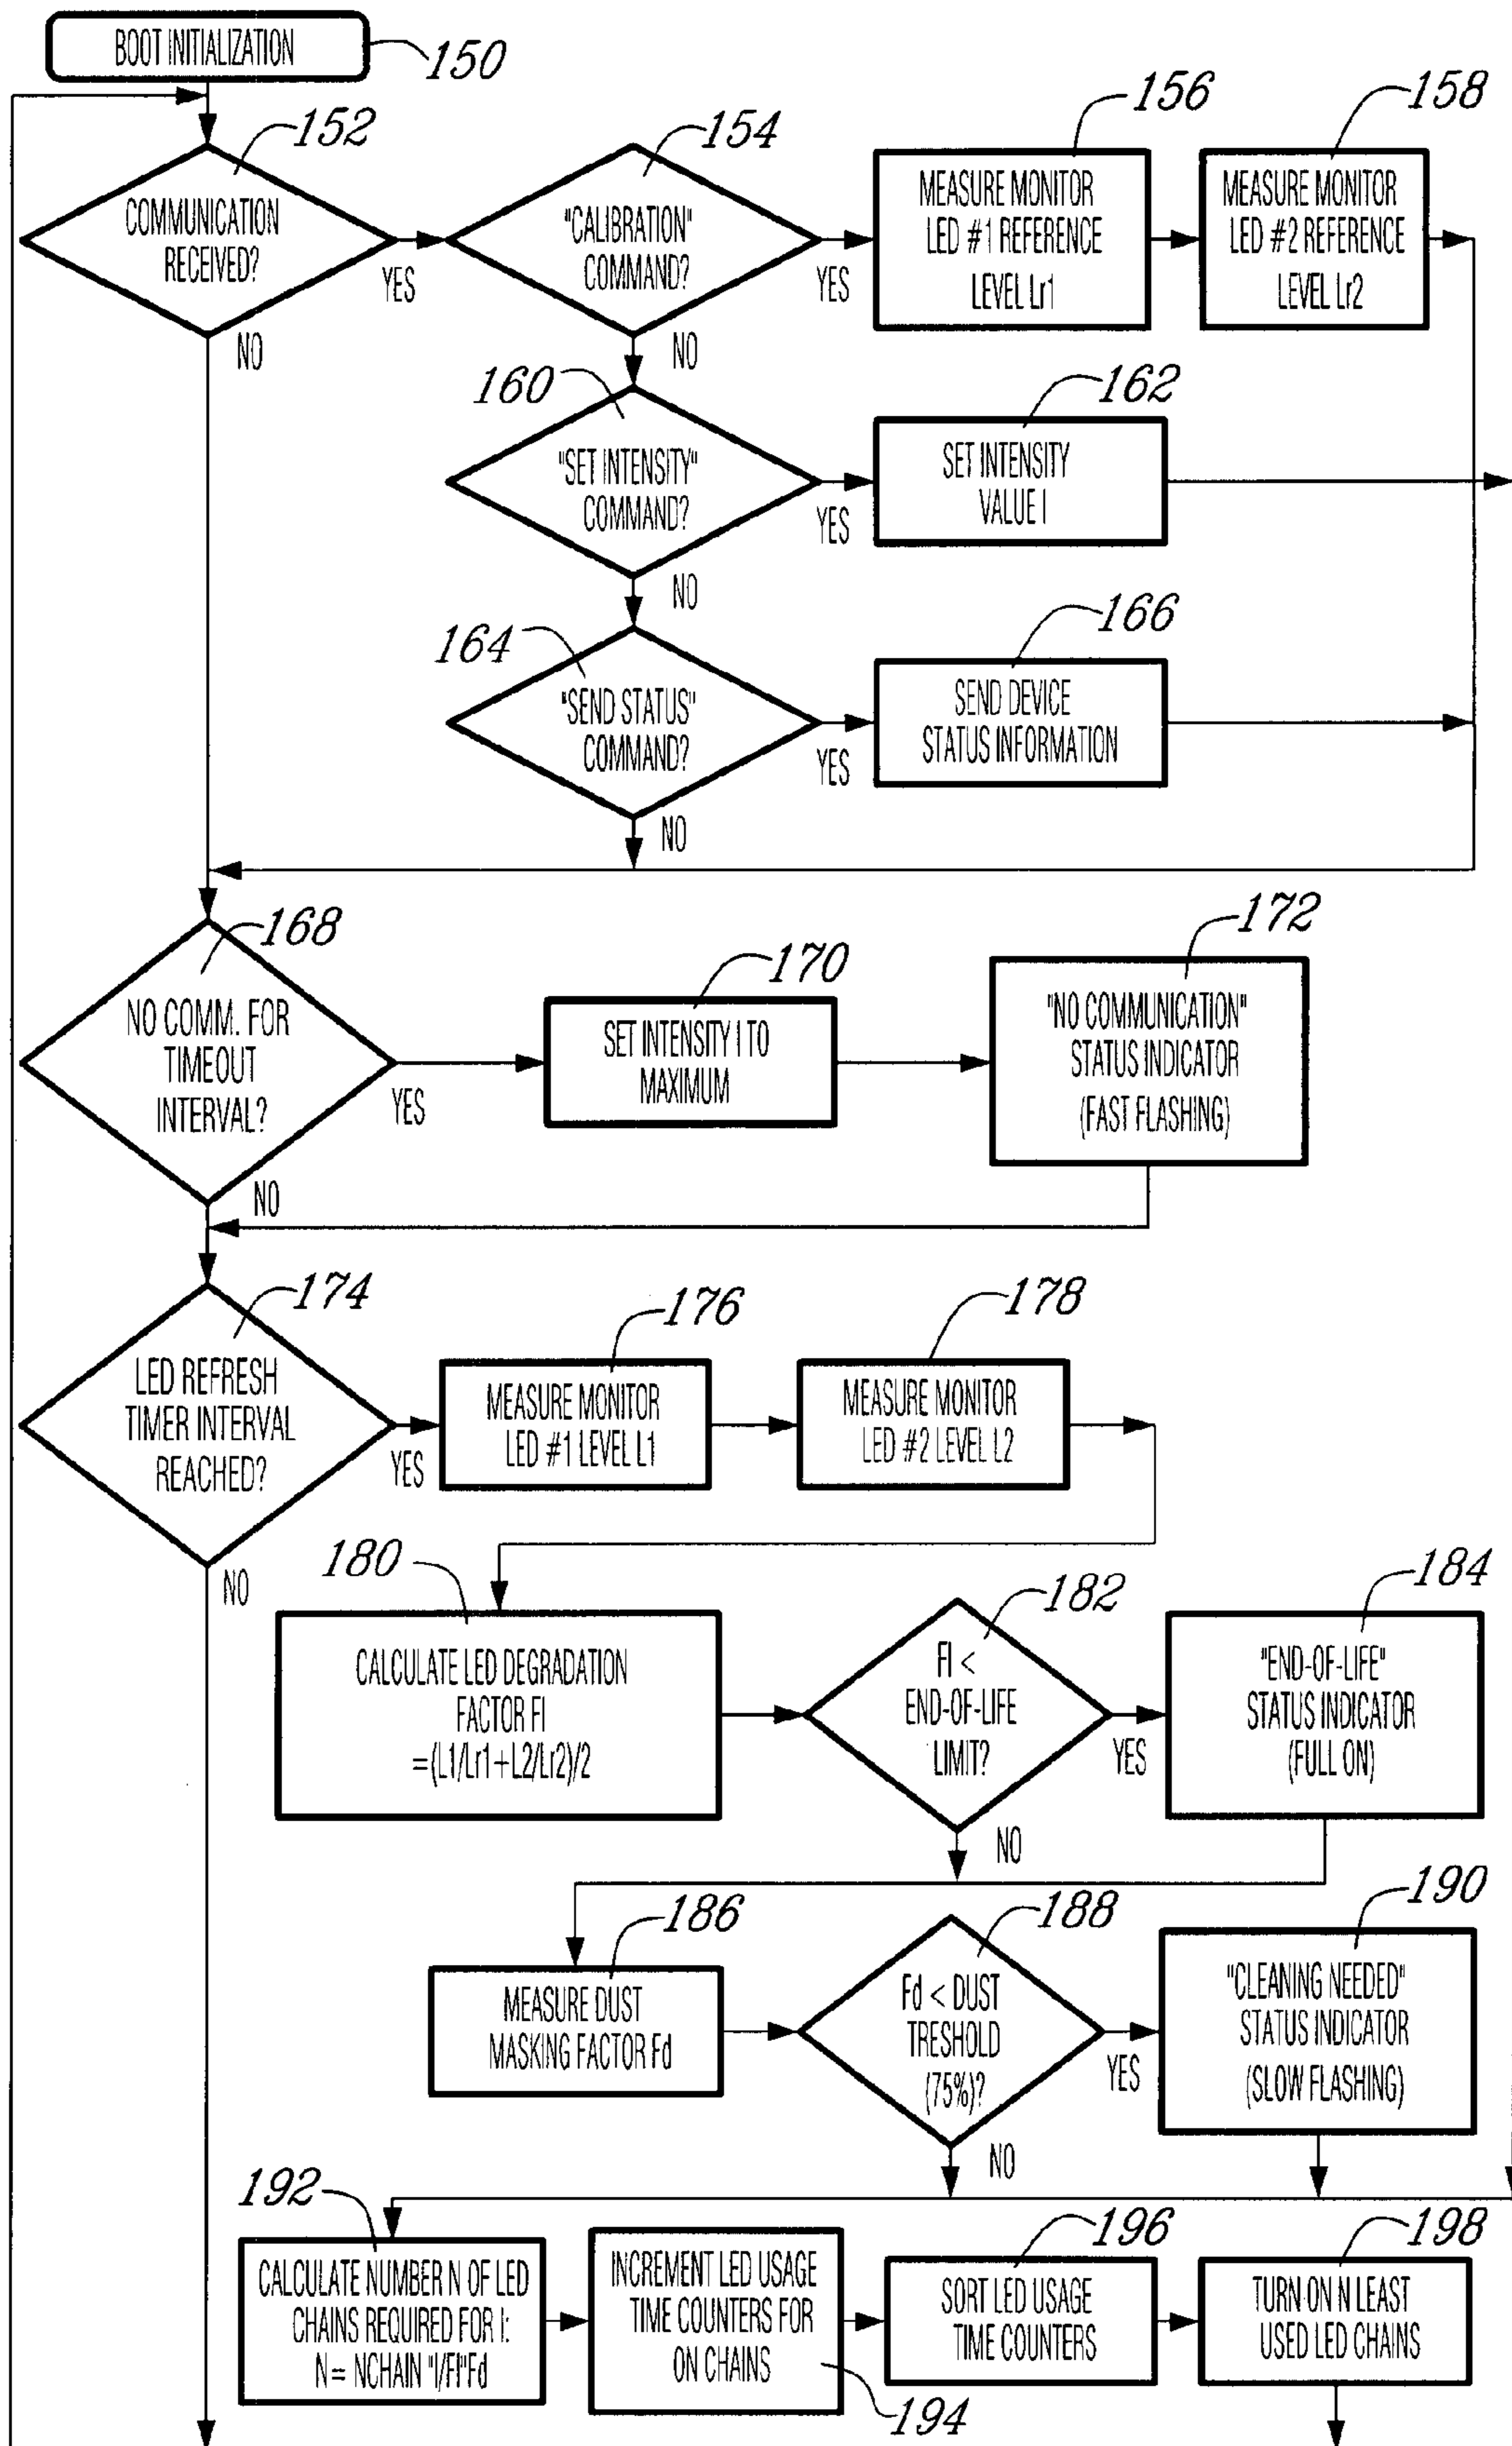 BOOT INITIALIZATION
150
152
COMMUNICATION
RECEIVED?
YES
NO
154
"CALIBRATION"
COMMAND?
YES
NO
156
MEASURE MONITOR
LED #1 REFERENCE
LEVEL Lr1
158
MEASURE MONITOR
LED #2 REFERENCE
LEVEL Lr2
160
"SET INTENSITY"
COMMAND?
YES
NO
162
SET INTENSITY
VALUE I
164
"SEND STATUS"
COMMAND?
YES
NO
166
SEND DEVICE
STATUS INFORMATION
168
NO COMM. FOR
TIMEOUT
INTERVAL?
YES
NO
170
SET INTENSITY I TO
MAXIMUM
172
"NO COMMUNICATION"
STATUS INDICATOR
(FAST FLASHING)
174
LED REFRESH
TIMER INTERVAL
REACHED?
YES
NO
176
MEASURE MONITOR
LED #1 LEVEL L1
178
MEASURE MONITOR
LED #2 LEVEL L2
180
CALCULATE LED DEGRADATION
FACTOR Fl
=(L1/Lr1+L2/Lr2)/2
182
Fl <
END-OF-LIFE
LIMIT?
YES
NO
184
"END-OF-LIFE"
STATUS INDICATOR
(FULL ON)
186
MEASURE DUST
MASKING FACTOR Fd
188
Fd < DUST
TRESHOLD
(75%)?
YES
NO
190
"CLEANING NEEDED"
STATUS INDICATOR
(SLOW FLASHING)
192
CALCULATE NUMBER N OF LED
CHAINS REQUIRED FOR I:
N = NCHAIN "I/Fl"Fd
INCREMENT LED USAGE
TIME COUNTERS FOR
ON CHAINS
194
196
SORT LED USAGE
TIME COUNTERS
198
TURN ON N LEAST
USED LED CHAINS